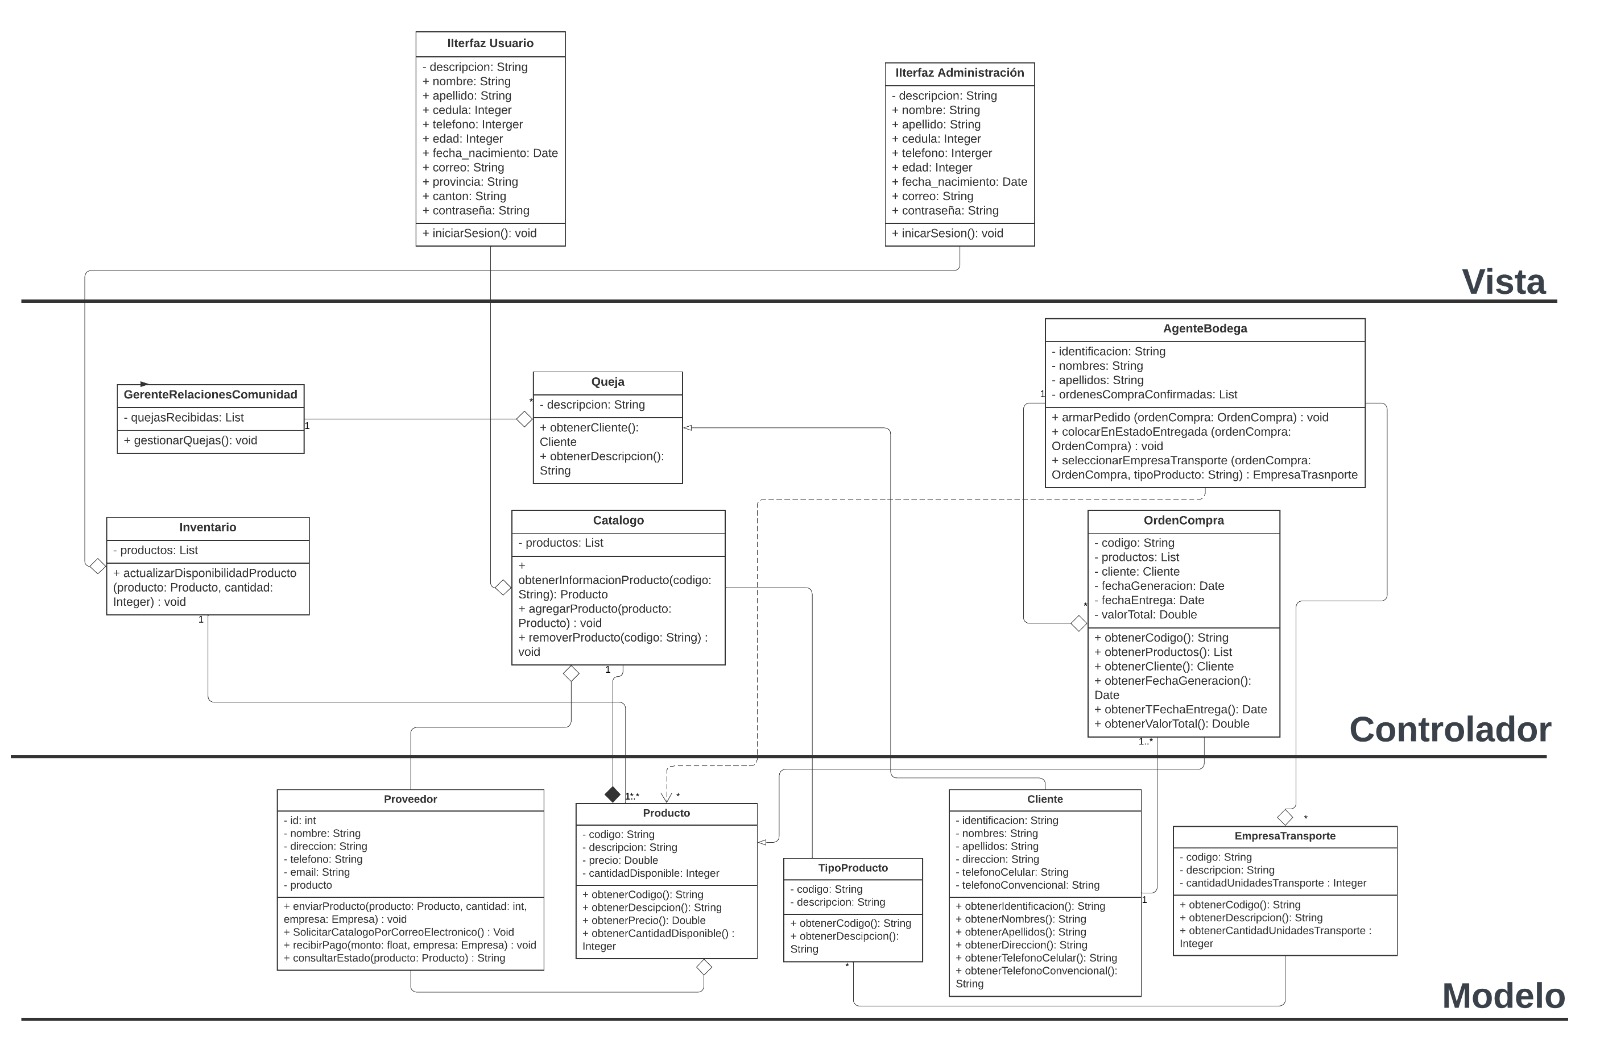 IIterfaz Usuario
- descripcion: String
+ nombre: String
+ apellido: String
+ cedula: Integer
+ telefono: Interger
+ edad: Integer
+ fecha_nacimiento: Date
+ correo: String
+ provincia: String
+ canton: String
+ contraseña: String
+ iniciarSesion(): void
IIterfaz Administración
- descripcion: String
+ nombre: String
+ apellido: String
+ cedula: Integer
+ telefono: Interger
+ edad: Integer
+ fecha_nacimiento: Date
+ correo: String
+ contraseña: String
+ inicarSesion(): void
Vista
GerenteRelacionesComunidad
- quejasRecibidas: List
+ gestionarQuejas(): void
1
*
Queja
- descripcion: String
+ obtenerCliente():
Cliente
+ obtenerDescripcion():
String
AgenteBodega
- identificacion: String
- nombres: String
- apellidos: String
- ordenesCompraConfirmadas: List
+ armarPedido (ordenCompra: OrdenCompra) : void
+ colocarEnEstadoEntregada (ordenCompra:
OrdenCompra) : void
+ seleccionarEmpresaTransporte (ordenCompra:
OrdenCompra, tipoProducto: String) : EmpresaTrasnporte
1
Inventario
- productos: List
+ actualizarDisponibilidadProducto
(producto: Producto, cantidad:
Integer) : void
1
Catalogo
- productos: List
+
obtenerInformacionProducto(codigo:
String): Producto
+ agregarProducto(producto:
Producto) : void
+ removerProducto(codigo: String) :
void
1
OrdenCompra
- codigo: String
- productos: List
- cliente: Cliente
- fechaGeneracion: Date
- fechaEntrega: Date
- valorTotal: Double
+ obtenerCodigo(): String
+ obtenerProductos(): List
+ obtenerCliente(): Cliente
+ obtenerFechaGeneracion():
Date
+ obtenerTFechaEntrega(): Date
+ obtenerValorTotal(): Double
*
1..*
Controlador
Proveedor
- id: int
- nombre: String
- direccion: String
- telefono: String
- email: String
- producto
+ enviarProducto(producto: Producto, cantidad: int,
empresa: Empresa) : void
+ SolicitarCatalogoPorCorreoElectronico() : Void
+ recibirPago(monto: float, empresa: Empresa) : void
+ consultarEstado(producto: Producto) : String
*
Producto
- codigo: String
- descripcion: String
- precio: Double
- cantidadDisponible: Integer
+ obtenerCodigo(): String
+ obtenerDescipcion(): String
+ obtenerPrecio(): Double
+ obtenerCantidadDisponible() :
Integer
TipoProducto
- codigo: String
- descripcion: String
+ obtenerCodigo(): String
+ obtenerDescipcion():
String
*
Cliente
- identificacion: String
- nombres: String
- apellidos: String
- direccion: String
- telefonoCelular: String
- telefonoConvencional: String
+ obtenerIdentificacion(): String
+ obtenerNombres(): String
+ obtenerApellidos(): String
+ obtenerDireccion(): String
+ obtenerTelefonoCelular(): String
+ obtenerTelefonoConvencional():
String
1
*
EmpresaTransporte
- codigo: String
- descripcion: String
- cantidadUnidadesTransporte : Integer
+ obtenerCodigo(): String
+ obtenerDescripcion(): String
+ obtenerCantidadUnidadesTransporte :
Integer
Modelo